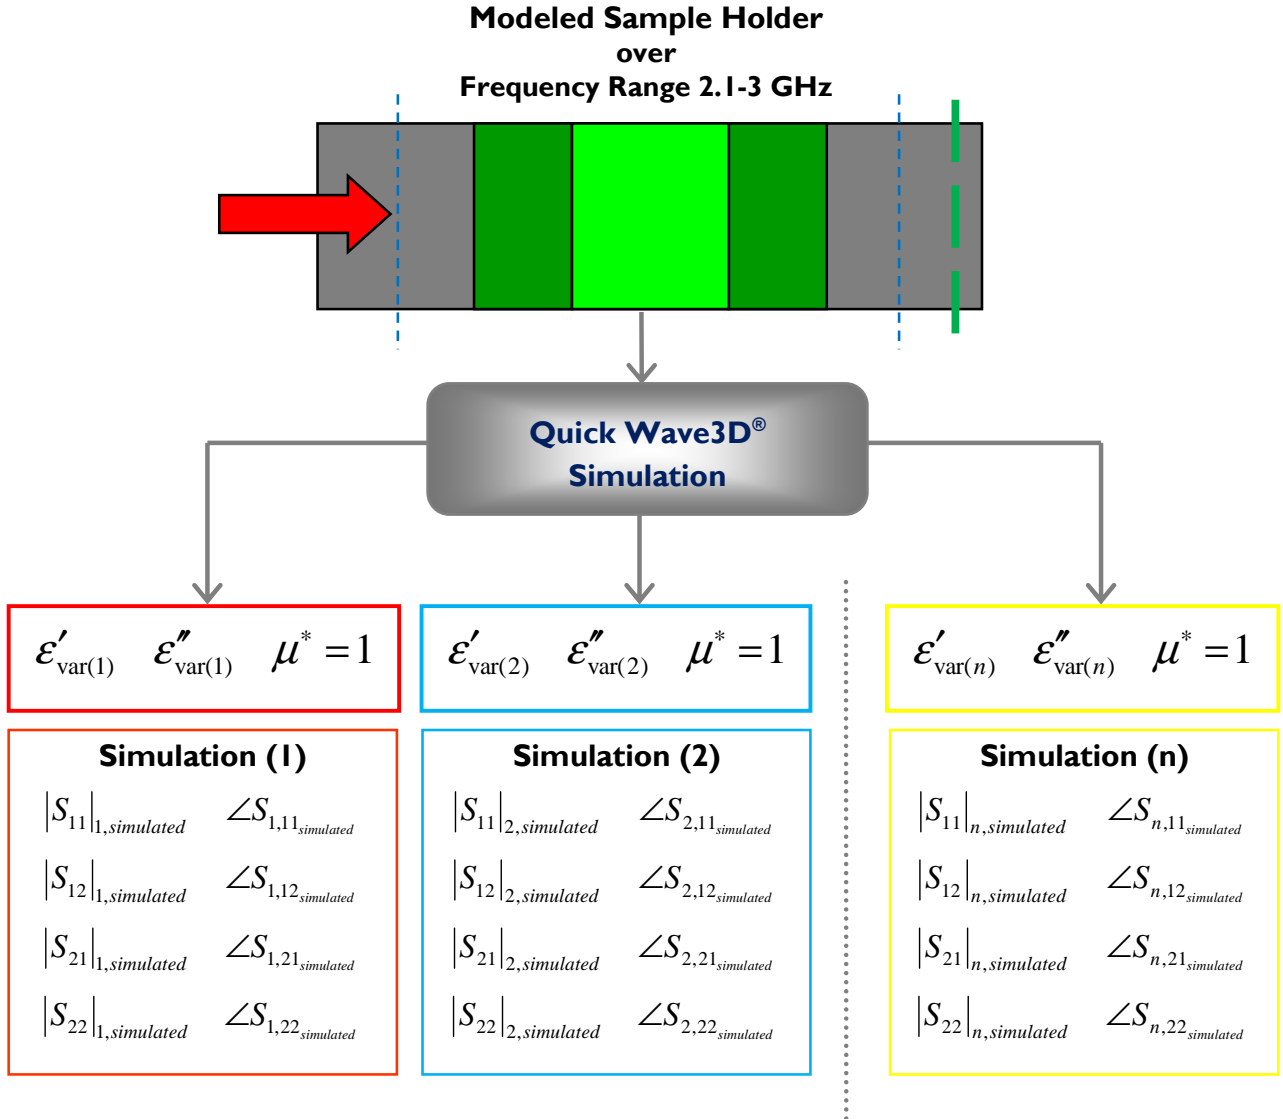 Modeled Sample Holder
over
Frequency Range 2.1-3 GHz
Quick Wave3D®
Simulation
ε′var(1) ε″var(1) μ* = 1
ε′var(2) ε″var(2) μ* = 1
ε′var(n) ε″var(n) μ* = 1
Simulation (1)
|S11|1,simulated ∠S1,11simulated
|S12|1,simulated ∠S1,12simulated
|S21|1,simulated ∠S1,21simulated
|S22|1,simulated ∠S1,22simulated
Simulation (2)
|S11|2,simulated ∠S2,11simulated
|S12|2,simulated ∠S2,12simulated
|S21|2,simulated ∠S2,21simulated
|S22|2,simulated ∠S2,22simulated
Simulation (n)
|S11|n,simulated ∠Sn,11simulated
|S12|n,simulated ∠Sn,12simulated
|S21|n,simulated ∠Sn,21simulated
|S22|n,simulated ∠Sn,22simulated